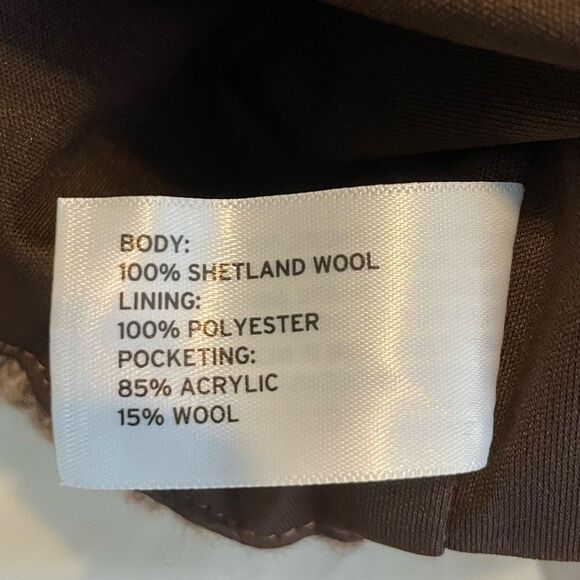 BODY:
100% SHETLAND WOOL
LINING:
100% POLYESTER
POCKETING:
85% ACRYLIC
15% WOOL